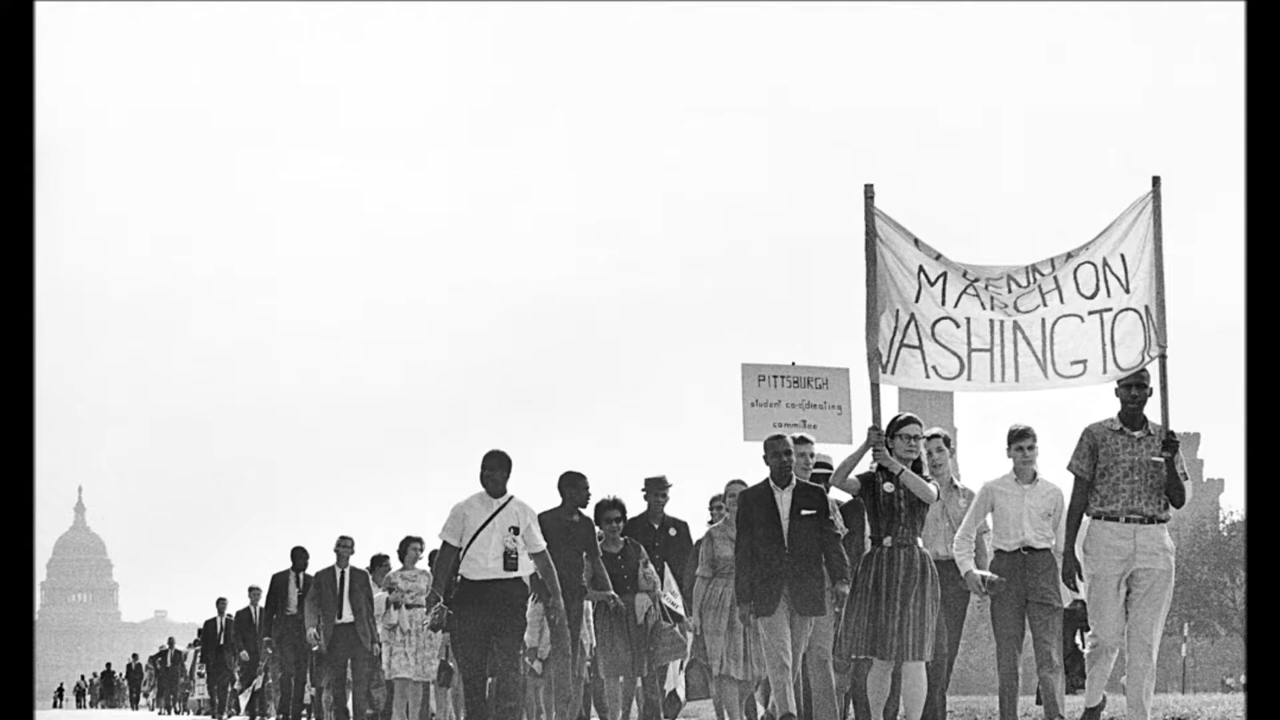 PITTSBURGH
student co-ordinating
committee
MARCH ON
WASHINGTON